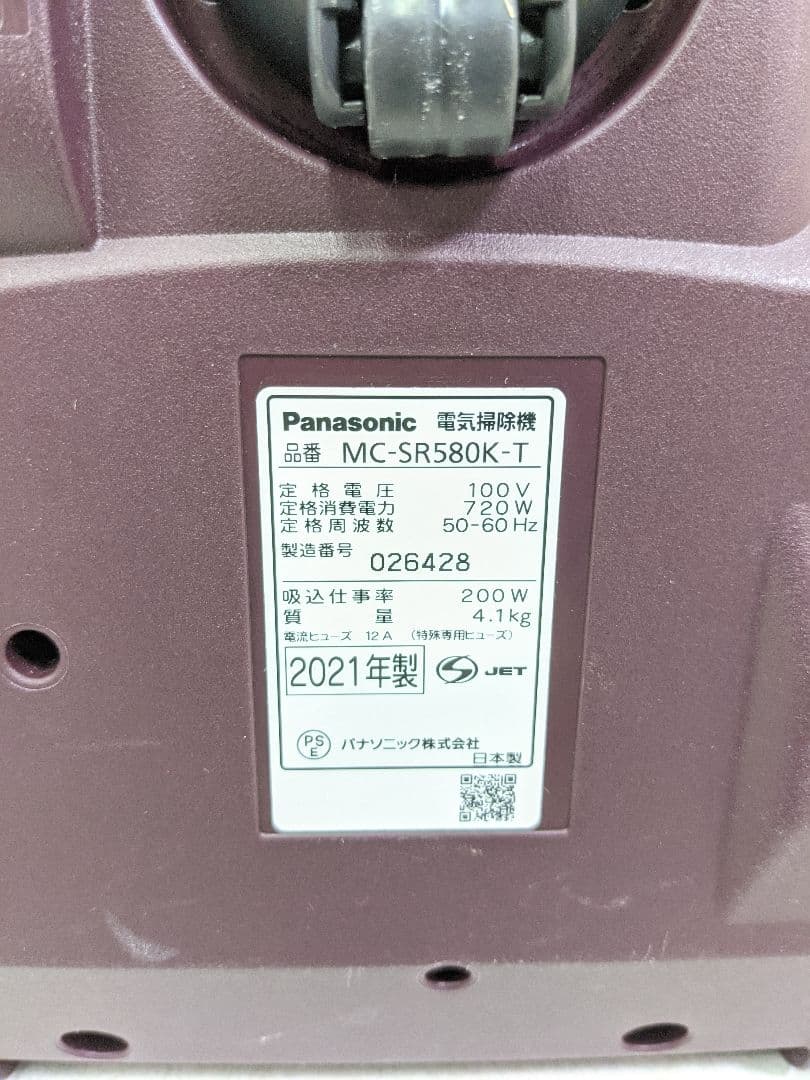 Panasonic 電気掃除機
品番 MC-SR580K-T
定格電圧 100V
定格消費電力 720W
定格周波数 50-60Hz
製造番号 026428
吸込仕事率 200W
質量 4.1kg
電流ヒューズ 12A (特殊専用ヒューズ)
2021年製 S JET
PSE パナソニック株式会社
日本製